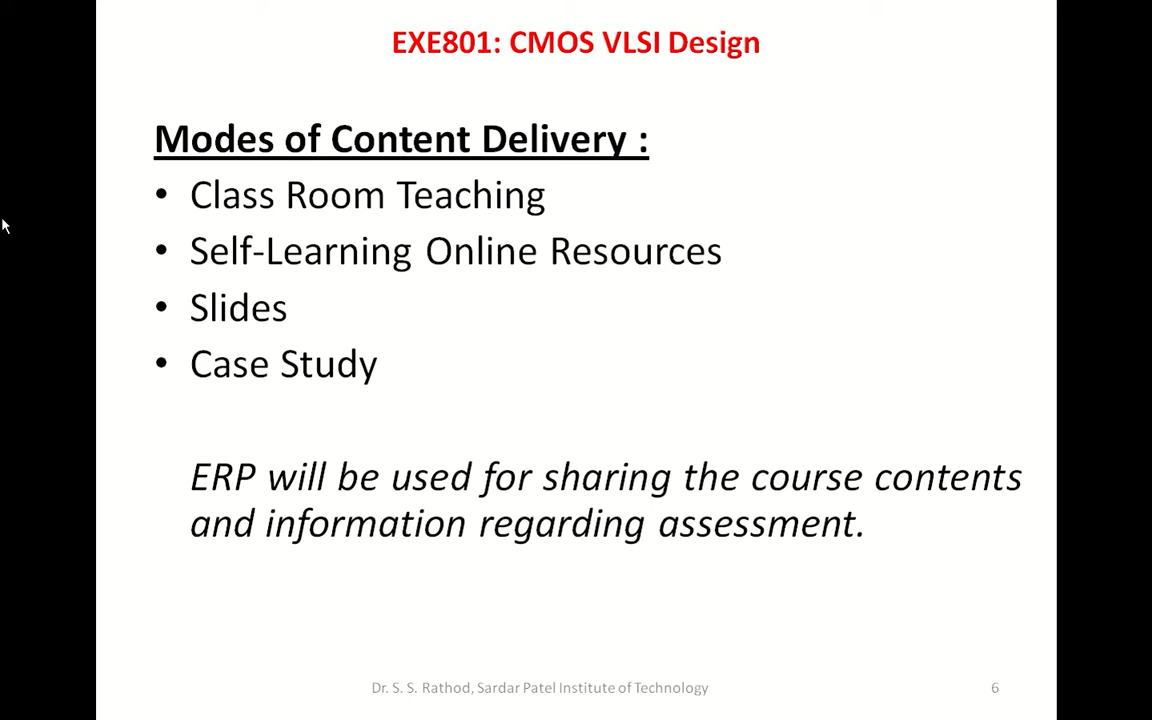 EXE801: CMOS VLSI Design
Modes of Content Delivery :
• Class Room Teaching
• Self-Learning Online Resources
• Slides
• Case Study
ERP will be used for sharing the course contents
and information regarding assessment.
Dr. S. S. Rathod, Sardar Patel Institute of Technology
6